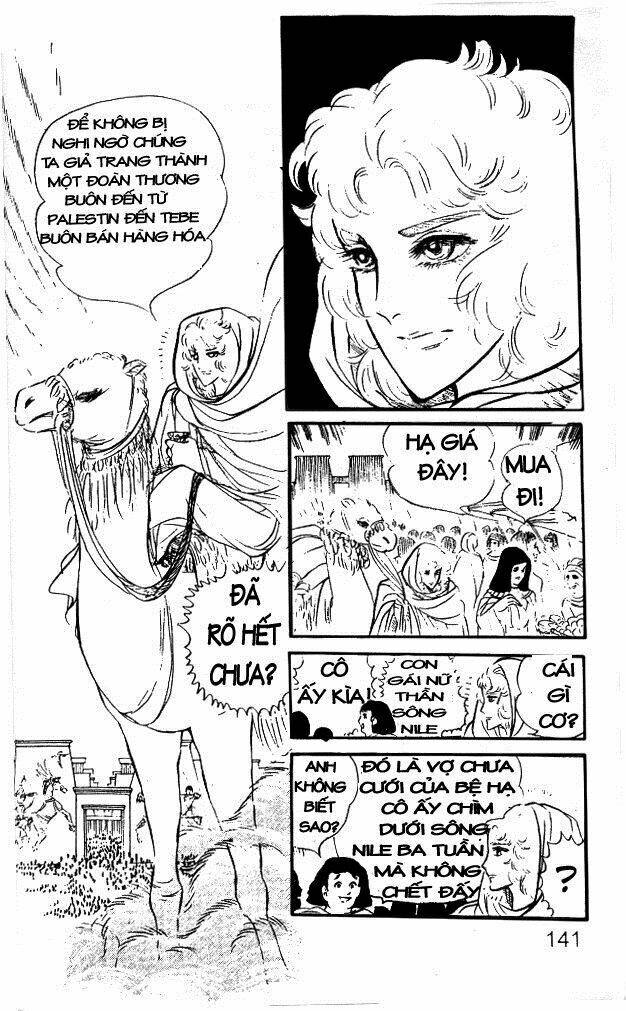 ĐỂ KHÔNG BỊ
NGHI NGỜ CHÚNG
TA GIẢ TRANG THÀNH
MỘT ĐOÀN THƯƠNG
BUÔN ĐẾN TỪ
PALESTIN ĐẾN TEBE
BUÔN BÁN HÀNG HÓA
ĐÃ
RÕ HẾT
CHƯA?
HẠ GIÁ
ĐÂY!
MUA
ĐI!
CÔ
ẤY KÌA!
CON
GÁI NỮ
THẦN
SÔNG
NILE
CÁI
GÌ
CƠ?
ANH
KHÔNG
BIẾT
SAO?
ĐÓ LÀ VỢ CHƯA
CƯỚI CỦA BỆ HẠ
CÔ ẤY CHÌM
DƯỚI SÔNG
NILE BA TUẦN
MÀ KHÔNG
CHẾT ĐẤY
?
141